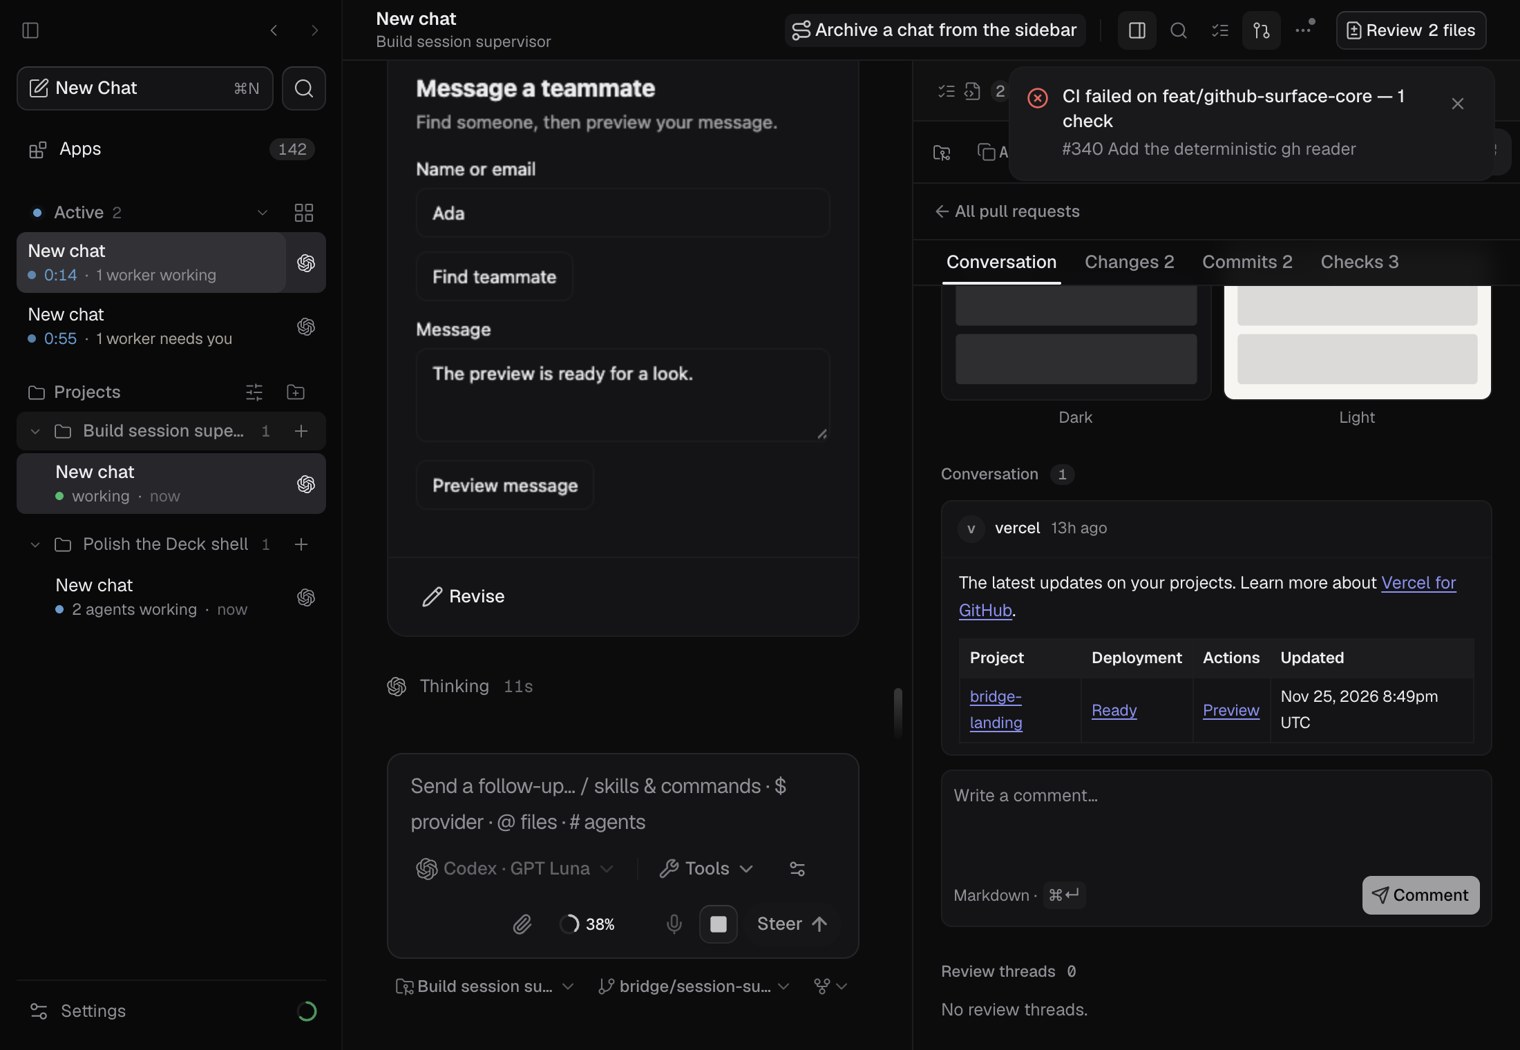 New chat
Build session supervisor
Archive a chat from the sidebar
Review 2 files
New Chat
⌘N
Apps
142
Active 2
New chat
0:14 · 1 worker working
New chat
0:55 · 1 worker needs you
Projects
Build session supe... 1
New chat
working · now
Polish the Deck shell 1
New chat
2 agents working · now
Settings
Message a teammate
Find someone, then preview your message.
Name or email
Ada
Find teammate
Message
The preview is ready for a look.
Preview message
Revise
Thinking 11s
Send a follow-up... / skills & commands · $
provider · @ files · # agents
Codex · GPT Luna
Tools
38%
Steer
Build session su...
bridge/session-su...
2
CI failed on feat/github-surface-core — 1
check
#340 Add the deterministic gh reader
A
All pull requests
Conversation
Changes 2
Commits 2
Checks 3
Dark
Light
Conversation 1
v
vercel 13h ago
The latest updates on your projects. Learn more about Vercel for
GitHub.
Project Deployment Actions Updated
bridge-
landing
Ready
Preview
Nov 25, 2026 8:49pm
UTC
Write a comment...
Markdown · ⌘↵
Comment
Review threads 0
No review threads.